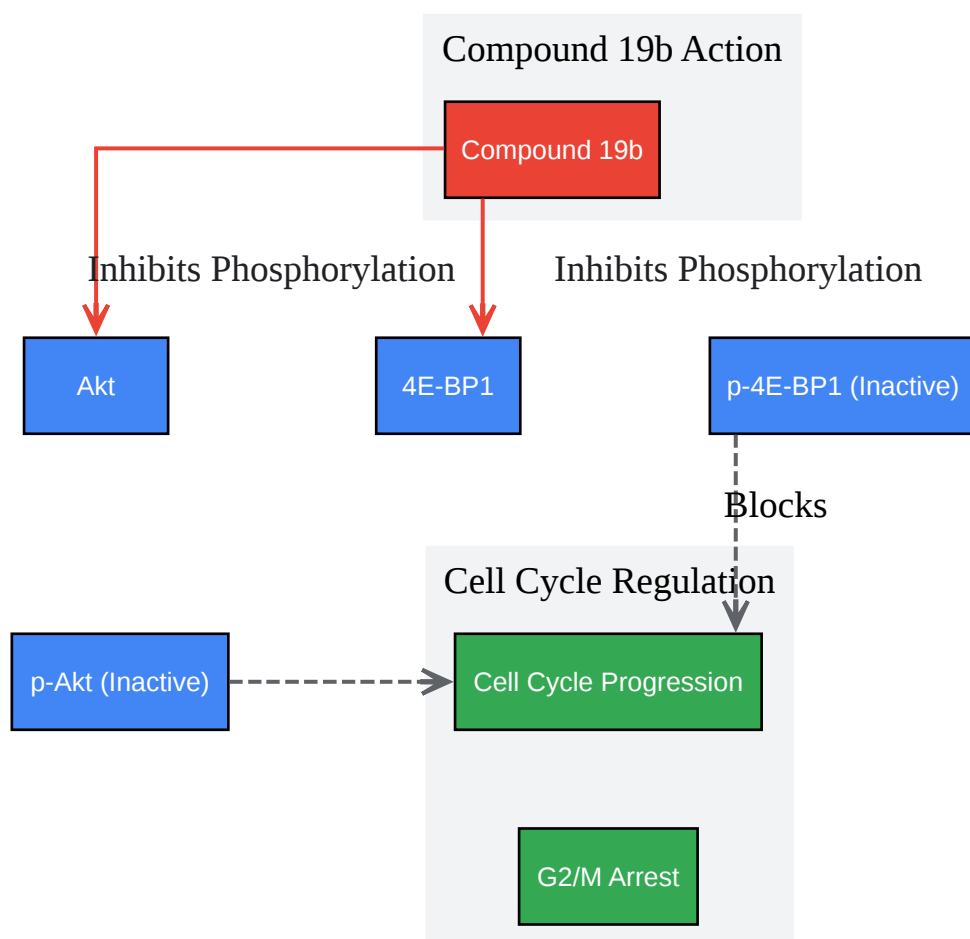 Compound 19b Action
Compound 19b
Inhibits Phosphorylation
Inhibits Phosphorylation
Akt
4E-BP1
p-4E-BP1 (Inactive)
Blocks
Cell Cycle Regulation
p-Akt (Inactive)
Cell Cycle Progression
G2/M Arrest